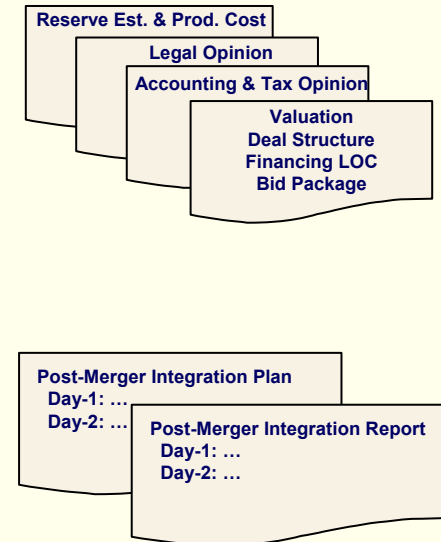 Reserve Est. & Prod. Cost
Legal Opinion
Accounting & Tax Opinion
Valuation
Deal Structure
Financing LOC
Bid Package
Post-Merger Integration Plan
Day-1: …
Day-2: …
Post-Merger Integration Report
Day-1: …
Day-2: …